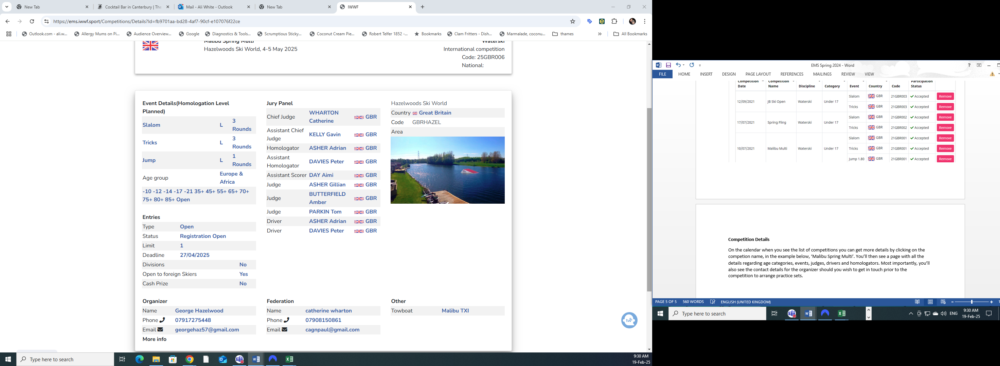 New Tab
Cocktail Bar in Canterbury | The
Mail - Ali White - Outlook
New Tab
IWWF
https://ems.iwwf.sport/Competitions/Details?Id=fb9701aa-bd28-4af7-90cf-e107076f22ce
Outlook.com - ali.w...
Allergy Mums on Pi...
Audience Overview...
Google
Diagnostics & Tools...
Scrumptious Sticky...
Coconut Cream Pie...
Robert Telfer 1852 -...
Bookmarks
Clam Fritters - Dish...
Marmalade, coconu...
thames
All Bookmarks
Malibu Spring Multi
Hazelwoods Ski World, 4-5 May 2025
Waterski
International competition
Code: 25GBR006
National:
Event Details(Homologation Level
Planned)
Slalom L 3 Rounds
Tricks L 3 Rounds
Jump L 1 Rounds
Age group Europe & Africa
-10 -12 -14 -17 -21 35+ 45+ 55+ 65+ 70+
75+ 80+ 85+ Open
Entries
Type Open
Status Registration Open
Limit 1
Deadline 27/04/2025
Divisions No
Open to foreign Skiers Yes
Cash Prize No
Jury Panel
Chief Judge WHARTON Catherine GBR
Assistant Chief Judge KELLY Gavin GBR
Homologator ASHER Adrian GBR
Assistant Homologator DAVIES Peter GBR
Assistant Scorer DAY Aimi GBR
Judge ASHER Gillian GBR
Judge BUTTERFIELD Amber GBR
Judge PARKIN Tom GBR
Driver ASHER Adrian GBR
Driver DAVIES Peter GBR
Hazelwoods Ski World
Country Great Britain
Code GBRHAZEL
Area
Organizer
Name George Hazelwood
Phone 07917275448
Email georgehaz57@gmail.com
More info
Federation
Name catherine wharton
Phone 07908150861
Email cagnpaul@gmail.com
Other
Towboat Malibu TXI
Type here to search
9:30 AM
19-Feb-25
EMS Spring 2024 - Word
FILE HOME INSERT DESIGN PAGE LAYOUT REFERENCES MAILINGS REVIEW VIEW
Competition Date Competition Name Discipline Category Event Country Code Participation Status
12/09/2021 JB Ski Open Waterski Under 17 Slalom GBR 21GBR003 Accepted Remove
Tricks GBR 21GBR003 Accepted Remove
17/07/2021 Spring Fling Waterski Under 17 Slalom GBR 21GBR002 Accepted Remove
Tricks GBR 21GBR002 Accepted Remove
10/07/2021 Malibu Multi Waterski Under 17 Slalom GBR 21GBR001 Accepted Remove
Tricks GBR 21GBR001 Accepted Remove
Jump 1.80 GBR 21GBR001 Accepted Remove
Competition Details
On the calendar when you see the list of competitions you can get more details by clicking on the
competion name, in the example below, ‘Malibu Spring Multi’. You’ll then see a page with all the
details regarding age categories, events, judges, drivers and homologators. Most importantly, you’ll
also see the contact details for the organizer should you wish to get in touch prior to the
competition to arrange practice sets.
PAGE 5 OF 5 560 WORDS ENGLISH (UNITED KINGDOM)
Type here to search
ENG
9:30 AM
19-Feb-25